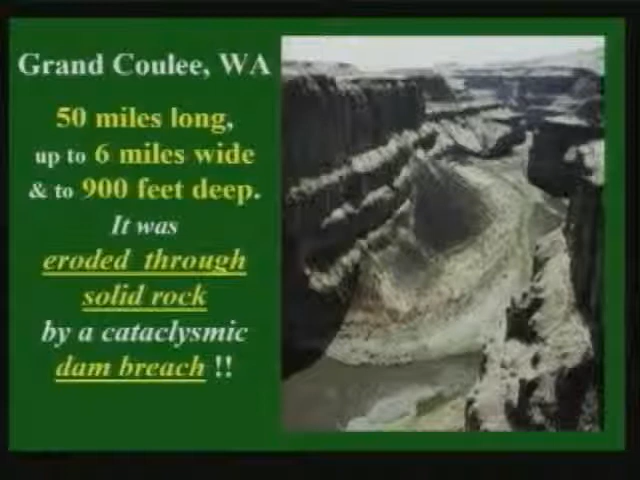 Grand Coulee, WA
50 miles long,
up to 6 miles wide
& to 900 feet deep.
It was
eroded through
solid rock
by a cataclysmic
dam breach !!